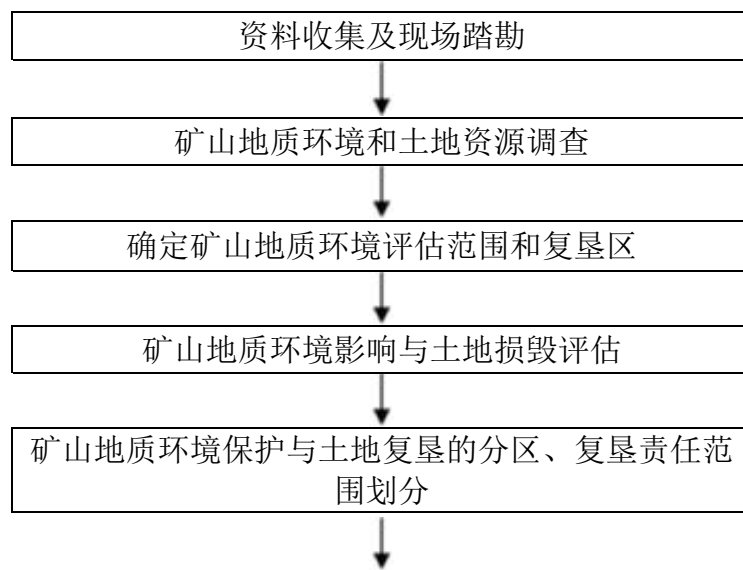 资料收集及现场踏勘
矿山地质环境和土地资源调查
确定矿山地质环境评估范围和复垦区
矿山地质环境影响与土地损毁评估
矿山地质环境保护与土地复垦的分区、复垦责任范
围划分